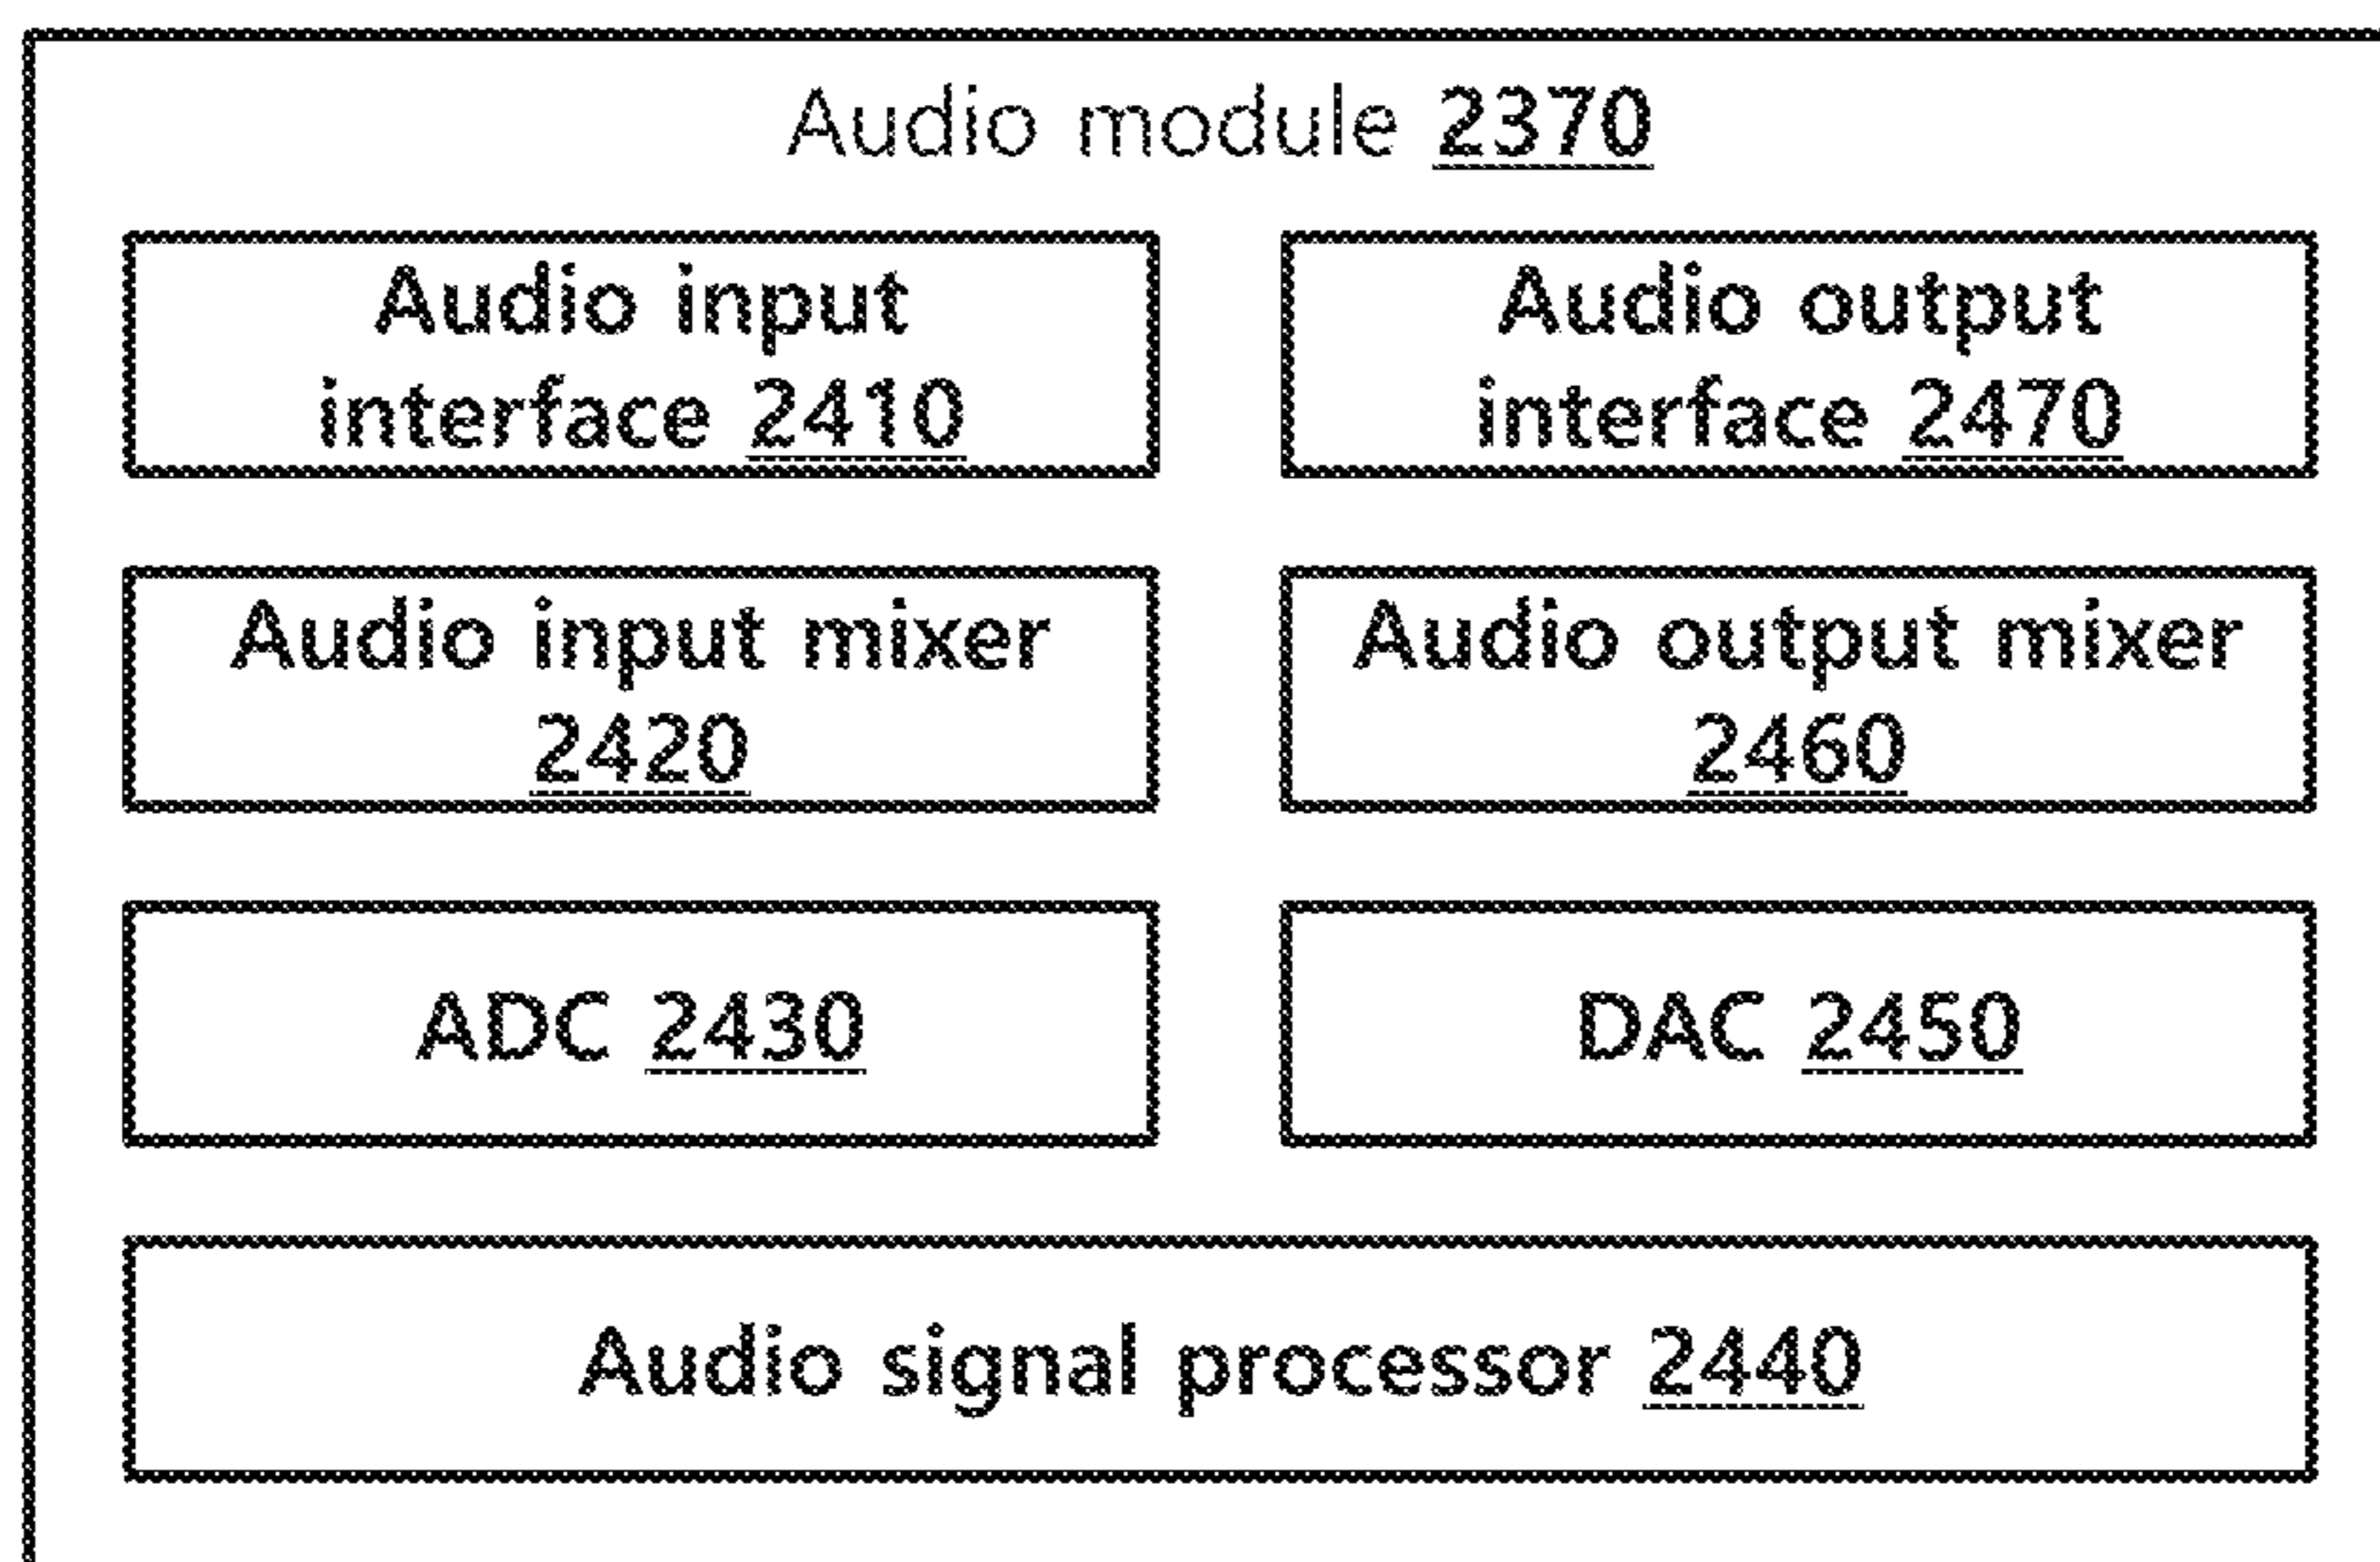 Audio module 2370
Audio input
interface 2410
Audio output
interface 2470
Audio input mixer
2420
Audio output mixer
2460
ADC 2430
DAC 2450
Audio signal processor 2440